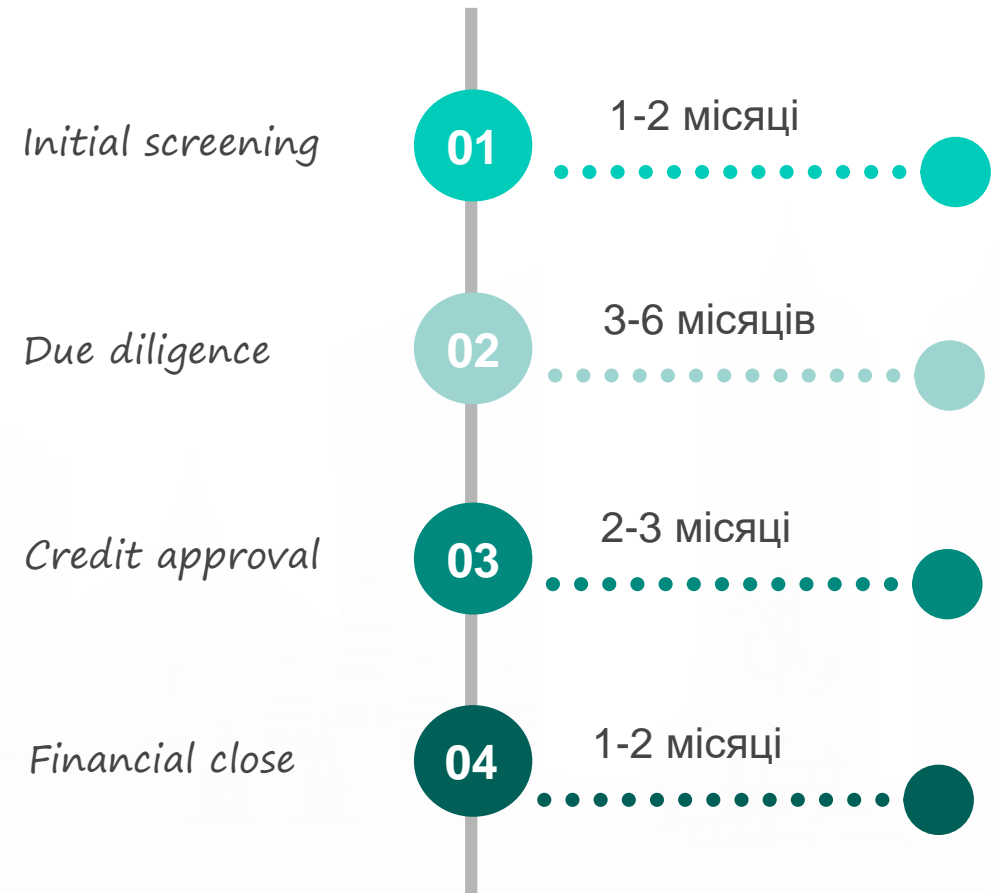 Initial screening
01
1-2 місяці
Due diligence
02
3-6 місяців
Credit approval
03
2-3 місяці
Financial close
04
1-2 місяці